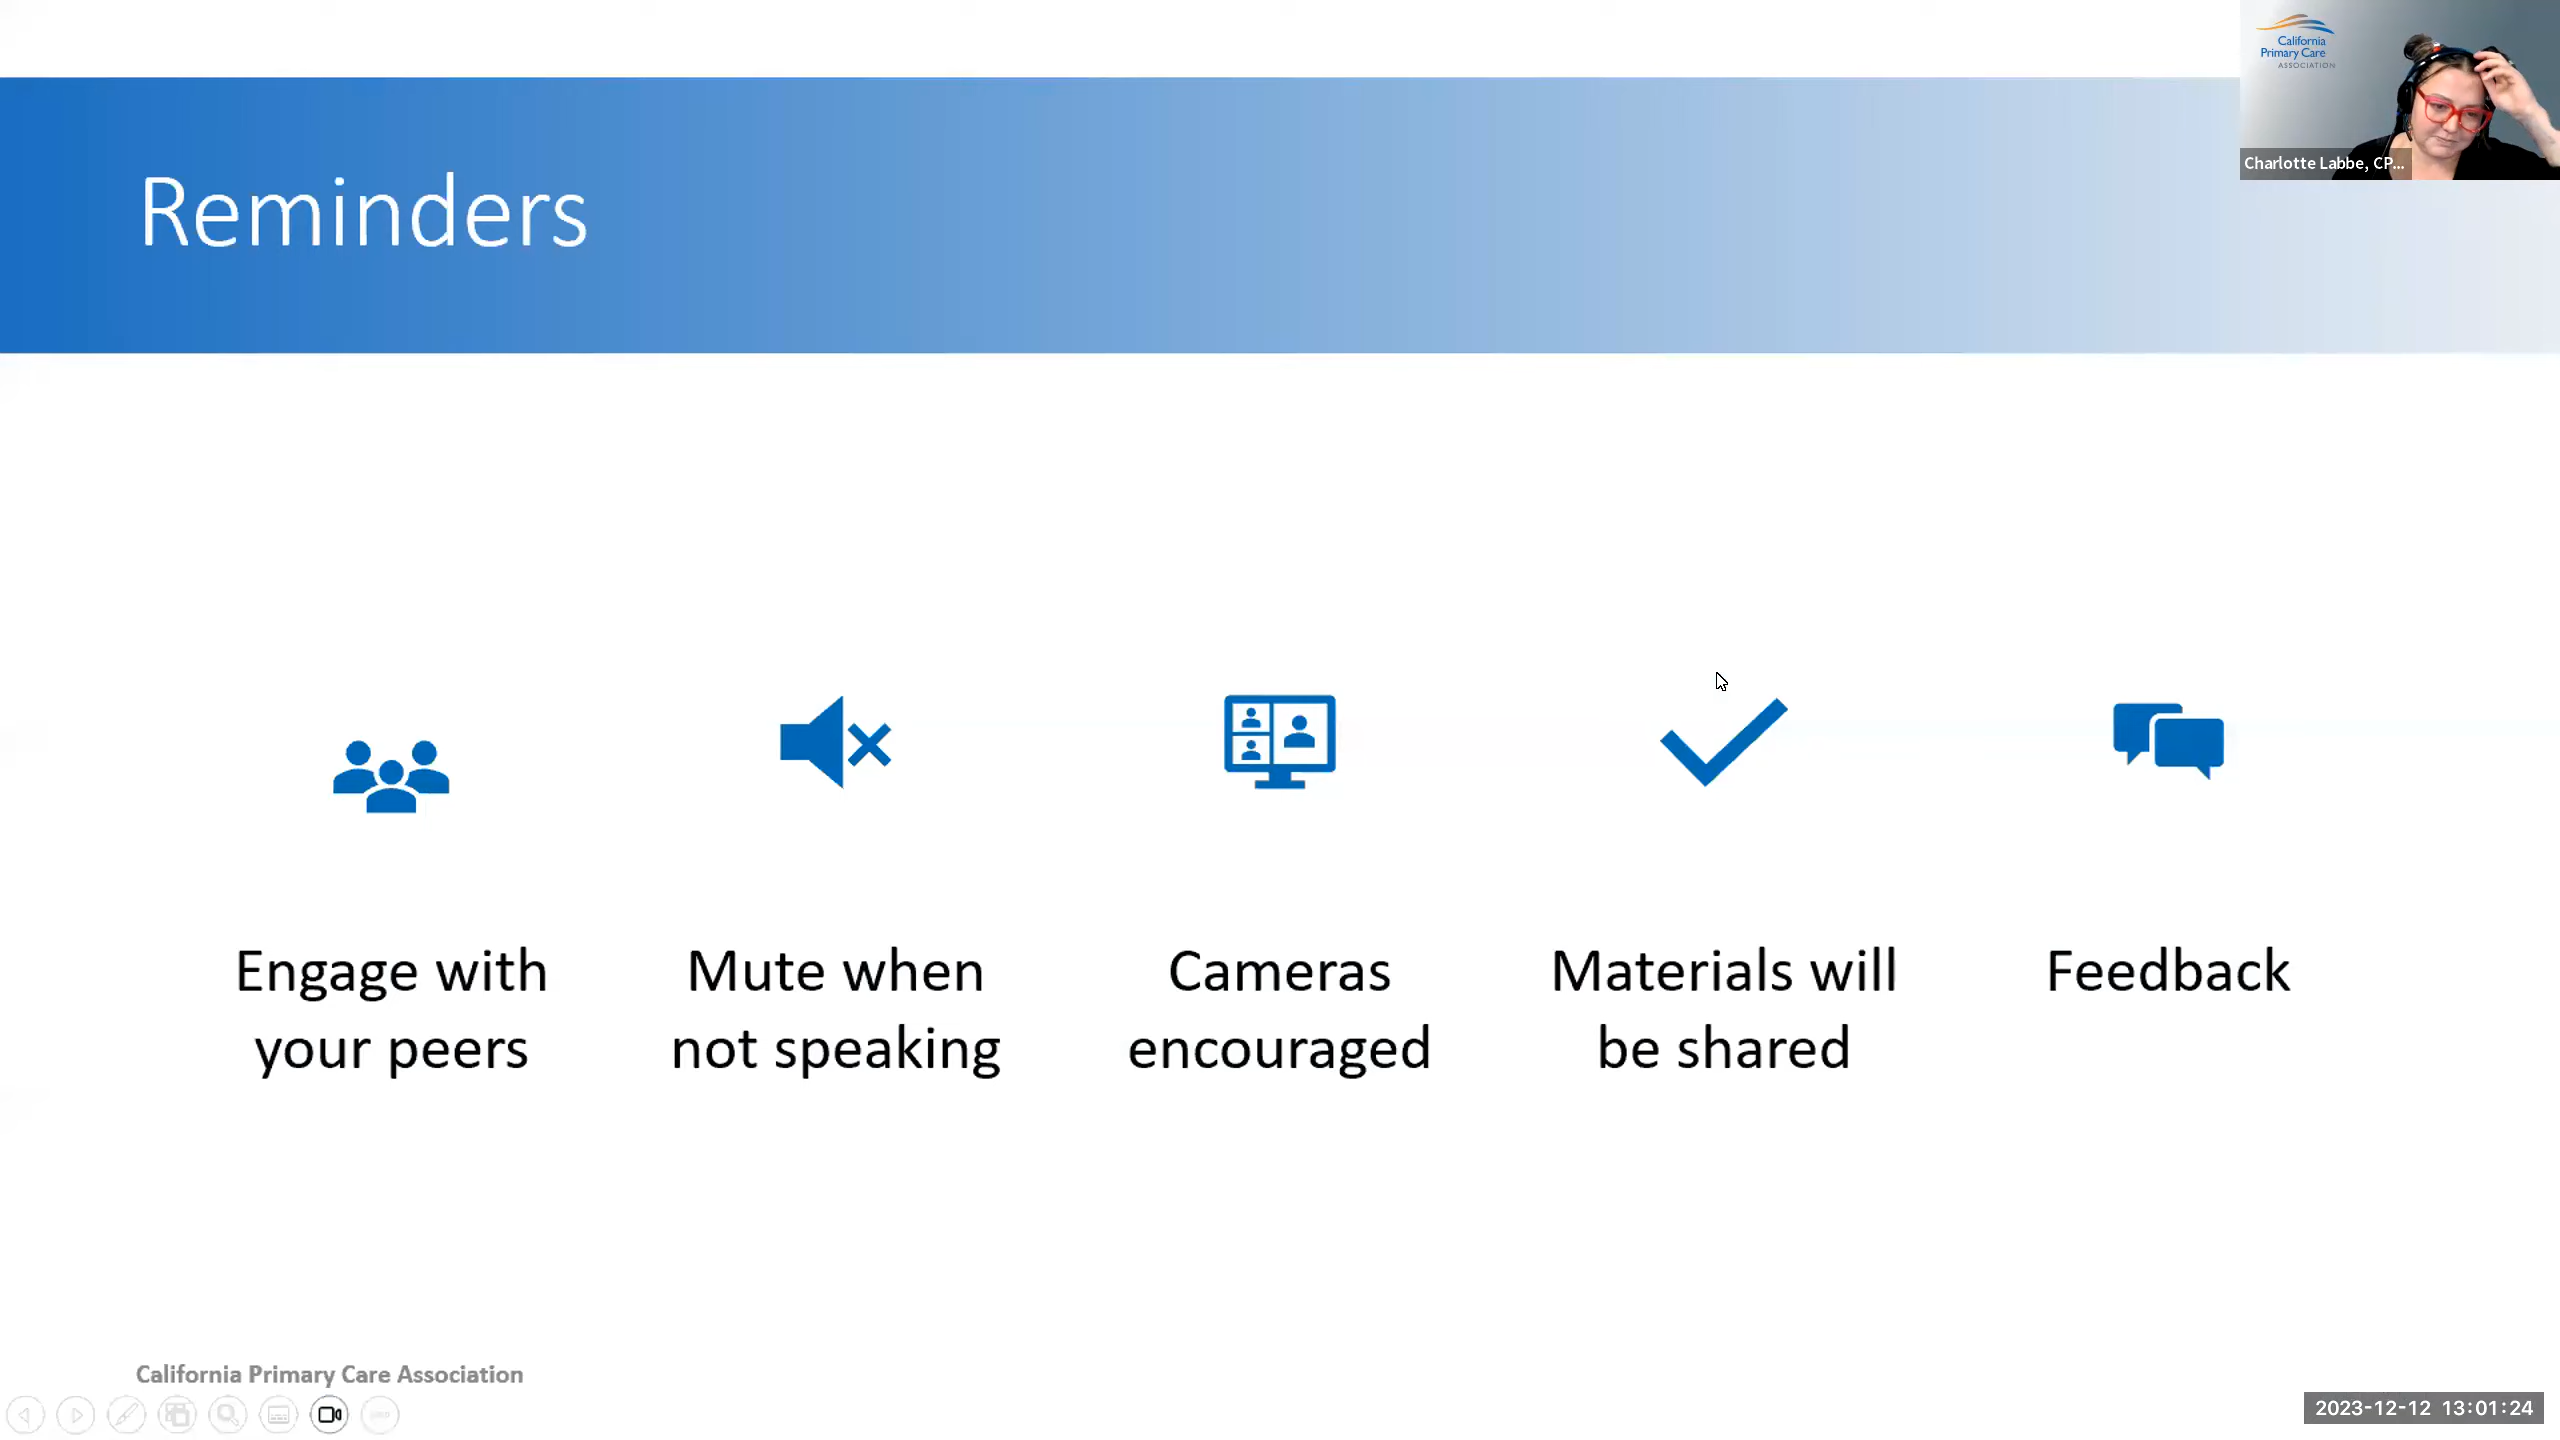 California
Primary Care
ASSOCIATION
Charlotte Labbe, CP...
Reminders
Engage with
your peers
Mute when
not speaking
Cameras
encouraged
Materials will
be shared
Feedback
California Primary Care Association
2023-12-12 13:01:24